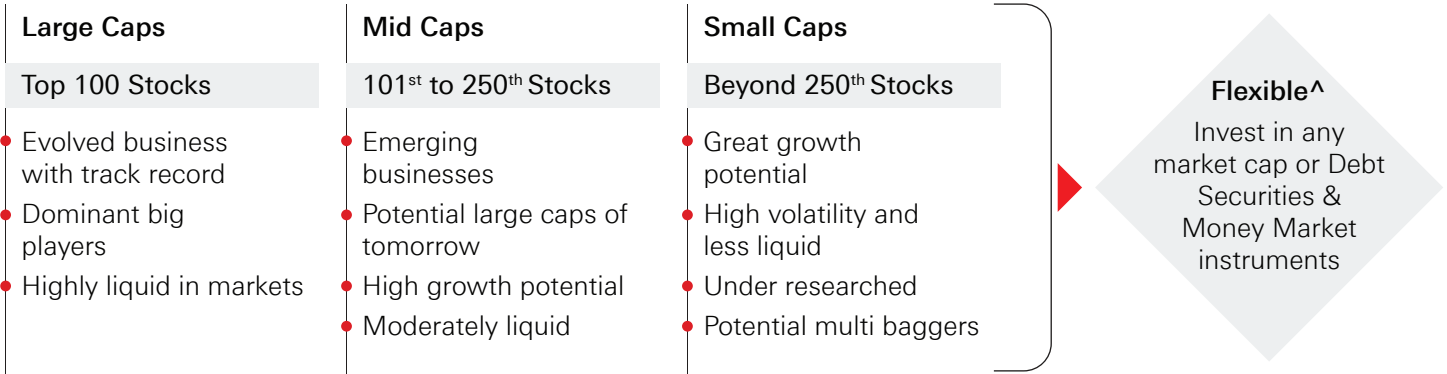 Large Caps
Top 100 Stocks
Evolved business
with track record
Dominant big
players
Highly liquid in markets
Mid Caps
101st to 250th Stocks
Emerging
businesses
Potential large caps of
tomorrow
High growth potential
Moderately liquid
Small Caps
Beyond 250th Stocks
Great growth
potential
High volatility and
less liquid
Under researched
Potential multi baggers
Flexible^
Invest in any
market cap or Debt
Securities &
Money Market
instruments